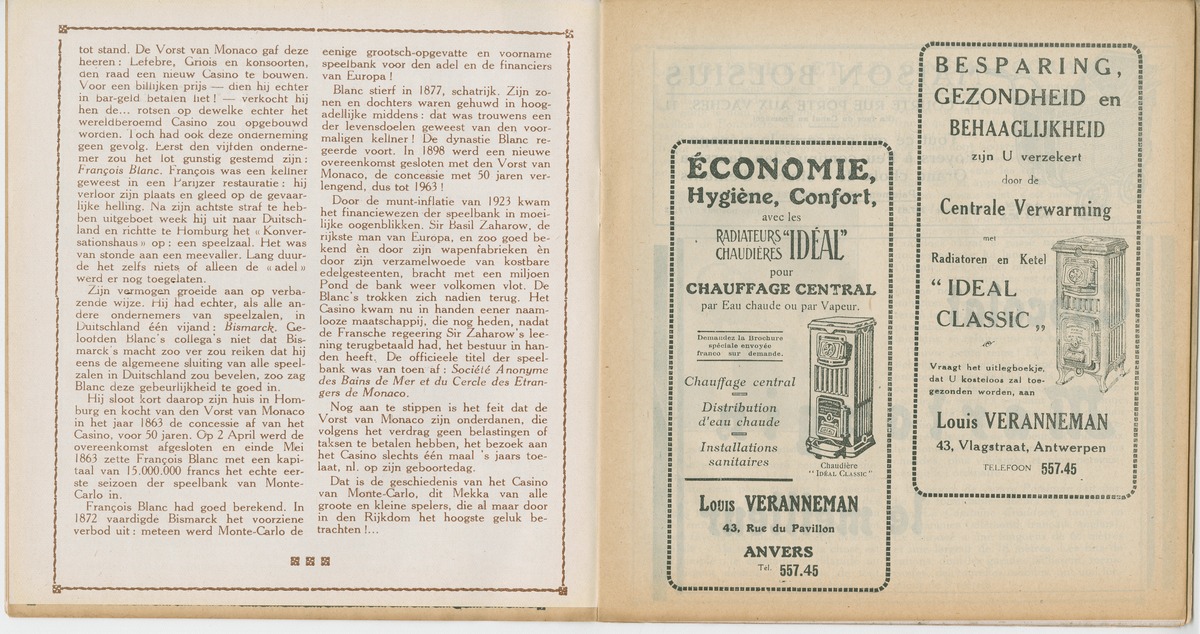 tot stand. De Vorst van Monaco gaf deze
heeren: Lefebre, Griois en konsoorten,
den raad een nieuw Casino te bouwen.
Voor een billijken prijs — dien hij echter
in bar-geld betalen liet! — verkocht hij
hen de... rotsen op dewelke echter het
wereldberoemd Casino zou opgebouwd
worden. Toch had ook deze onderneming
geen gevolg. Eerst den vijfden onderne-
mer zou het lot gunstig gestemd zijn:
François Blanc. François was een kellner
geweest in een Parijzer restauratie: hij
verloor zijn plaats en gleed op de gevaar-
lijke helling. Na zijn achtste straf te heb-
ben uitgeboet week hij uit naar Duitsch-
land en richtte te Homburg het «Konver-
sationshaus» op: een speelzaal. Het was
van stonde aan een meevaller. Lang duur-
de het zelfs niets of alleen de «adel»
werd er nog toegelaten.
Zijn vermogen groeide aan op verba-
zende wijze. Hij had echter, als alle an-
dere ondernemers van speelzalen, in
Duitschland één vijand: Bismarck. Ge-
loofden Blanc's collega's niet dat Bis-
marck's macht zoo ver zou reiken dat hij
eens de algemeene sluiting van alle speel-
zalen in Duitschland zou bevelen, zoo zag
Blanc deze gebeurlijkheid te goed in.
Hij sloot kort daarop zijn huis in Hom-
burg en kocht van den Vorst van Monaco
in het jaar 1863 de concessie af van het
Casino, voor 50 jaren. Op 2 April werd de
overeenkomst afgesloten en einde Mei
1863 zette François Blanc met een kapi-
taal van 15.000.000 francs het echte eer-
ste seizoen der speelbank van Monte-
Carlo in.
François Blanc had goed berekend. In
1872 vaardigde Bismarck het voorziene
verbod uit: meteen werd Monte-Carlo de
eenige grootsch-opgevatte en voorname
speelbank voor den adel en de financiers
van Europa!
Blanc stierf in 1877, schatrijk. Zijn zo-
nen en dochters waren gehuwd in hoog-
adellijke middens: dat was trouwens een
der levensdoelen geweest van den voor-
maligen kellner! De dynastie Blanc re-
geerde voort. In 1898 werd een nieuwe
overeenkomst gesloten met den Vorst van
Monaco, de concessie met 50 jaren ver-
lengend, dus tot 1963!
Door de munt-inflatie van 1923 kwam
het financiewezen der speelbank in moei-
lijke oogenblikken. Sir Basil Zaharow, de
rijkste man van Europa, en zoo goed be-
kend èn door zijn wapenfabrieken èn
door zijn verzamelwoede van kostbare
edelgesteenten, bracht met een miljoen
Pond de bank weer volkomen vlot. De
Blanc's trokken zich nadien terug. Het
Casino kwam nu in handen eener naam-
looze maatschappij, die nog heden, nadat
de Fransche regeering Sir Zaharow's lee-
ning terugbetaald had, het bestuur in han-
den heeft. De officieele titel der speel-
bank was van toen af: Société Anonyme
des Bains de Mer et du Cercle des Etran-
gers de Monaco.
Nog aan te stippen is het feit dat de
Vorst van Monaco zijn onderdanen, die
volgens het verdrag geen belastingen of
taksen te betalen hebben, het bezoek aan
het Casino slechts één maal 's jaars toe-
laat, nl. op zijn geboortedag.
Dat is de geschiedenis van het Casino
van Monte-Carlo, dit Mekka van alle
groote en kleine spelers, die al maar door
in den Rijkdom het hoogste geluk be-
trachten!...
ÉCONOMIE,
Hygiène, Confort,
avec les
RADIATEURS
CHAUDIÈRES "IDÉAL"
pour
CHAUFFAGE CENTRAL
par Eau chaude ou par Vapeur.
Demandez la Brochure
spéciale envoyée
franco sur demande.
Chauffage central
Distribution
d'eau chaude
Installations
sanitaires
Chaudière
"IDÉAL CLASSIC"
LOUIS VERANNEMAN
43, Rue du Pavillon
ANVERS
Tel. 557.45
BESPARING,
GEZONDHEID en
BEHAAGLIJKHEID
zijn U verzekert
door de
Centrale Verwarming
met
Radiatoren en Ketel
"IDEAL
CLASSIC„
Vraagt het uitlegboekje,
dat U kosteloos zal toe-
gezonden worden, aan
Louis VERANNEMAN
43, Vlagstraat, Antwerpen
TELEFOON 557.45